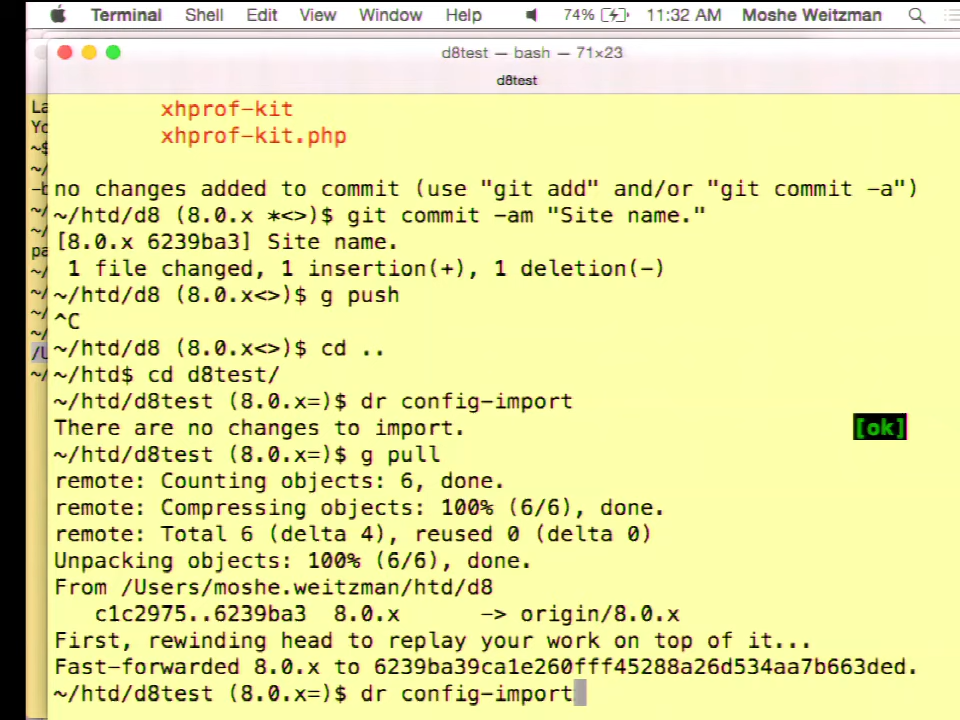 Terminal Shell Edit View Window Help 74% 11:32 AM Moshe Weitzman
d8test — bash — 71×23
d8test
xhprof-kit
xhprof-kit.php
no changes added to commit (use "git add" and/or "git commit -a")
~/htd/d8 (8.0.x *<>)$ git commit -am "Site name."
[8.0.x 6239ba3] Site name.
1 file changed, 1 insertion(+), 1 deletion(-)
~/htd/d8 (8.0.x<>)$ g push
^C
~/htd/d8 (8.0.x<>)$ cd ..
~/htd$ cd d8test/
~/htd/d8test (8.0.x=)$ dr config-import
There are no changes to import. [ok]
~/htd/d8test (8.0.x=)$ g pull
remote: Counting objects: 6, done.
remote: Compressing objects: 100% (6/6), done.
remote: Total 6 (delta 4), reused 0 (delta 0)
Unpacking objects: 100% (6/6), done.
From /Users/moshe.weitzman/htd/d8
c1c2975..6239ba3 8.0.x -> origin/8.0.x
First, rewinding head to replay your work on top of it...
Fast-forwarded 8.0.x to 6239ba39ca1e260fff45288a26d534aa7b663ded.
~/htd/d8test (8.0.x=)$ dr config-import